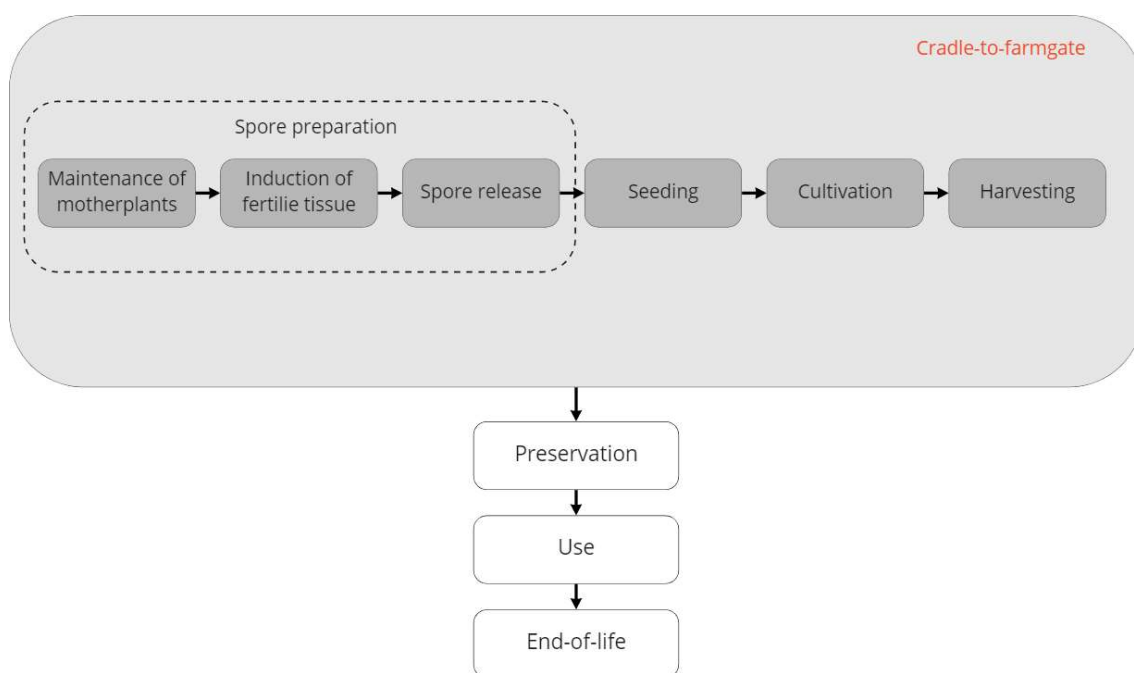 Cradle-to-farmgate
Spore preparation
Maintenance of
motherplants
Induction of
fertilie tissue
Spore release
Seeding
Cultivation
Harvesting
Preservation
Use
End-of-life